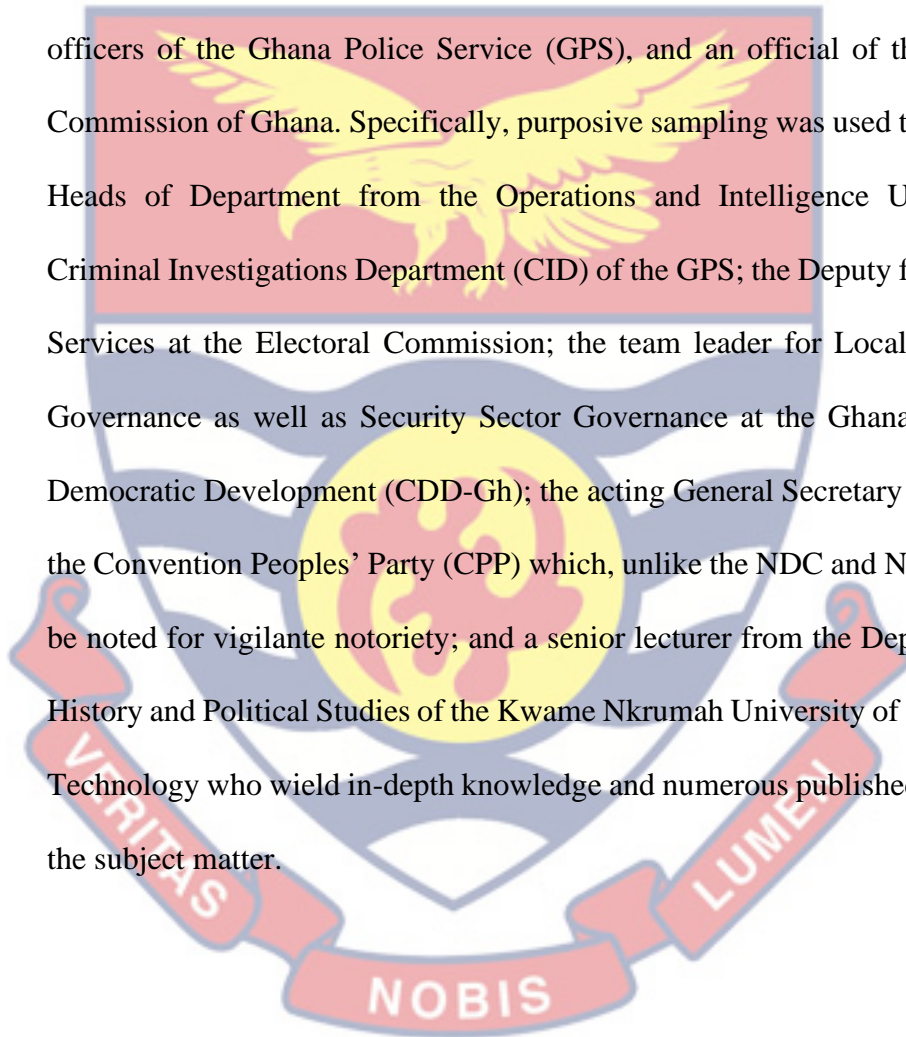 officers of the Ghana Police Service (GPS), and an official of th
Commission of Ghana. Specifically, purposive sampling was used t
Heads of Department from the Operations and Intelligence U
Criminal Investigations Department (CID) of the GPS; the Deputy f
Services at the Electoral Commission; the team leader for Local
Governance as well as Security Sector Governance at the Ghana
Democratic Development (CDD-Gh); the acting General Secretary
the Convention Peoples’ Party (CPP) which, unlike the NDC and N
be noted for vigilante notoriety; and a senior lecturer from the Dep
History and Political Studies of the Kwame Nkrumah University of
Technology who wield in-depth knowledge and numerous published
the subject matter.
VERITAS
NOBIS
LUMEN